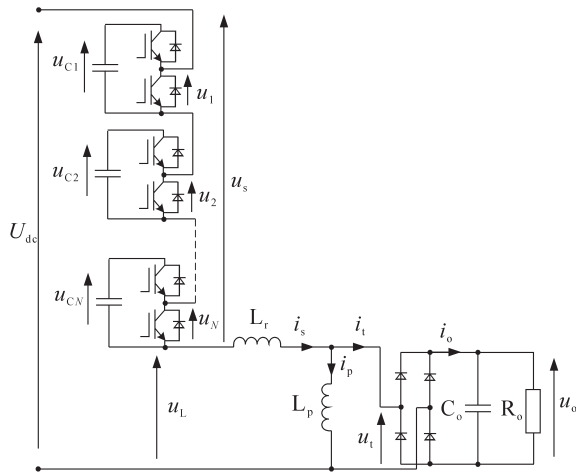 u_C1
u_1
u_C2
u_2
u_s
U_dc
u_CN
u_N
L_r
i_s
i_t
i_o
i_p
u_L
L_p
u_t
C_o
R_o
u_o